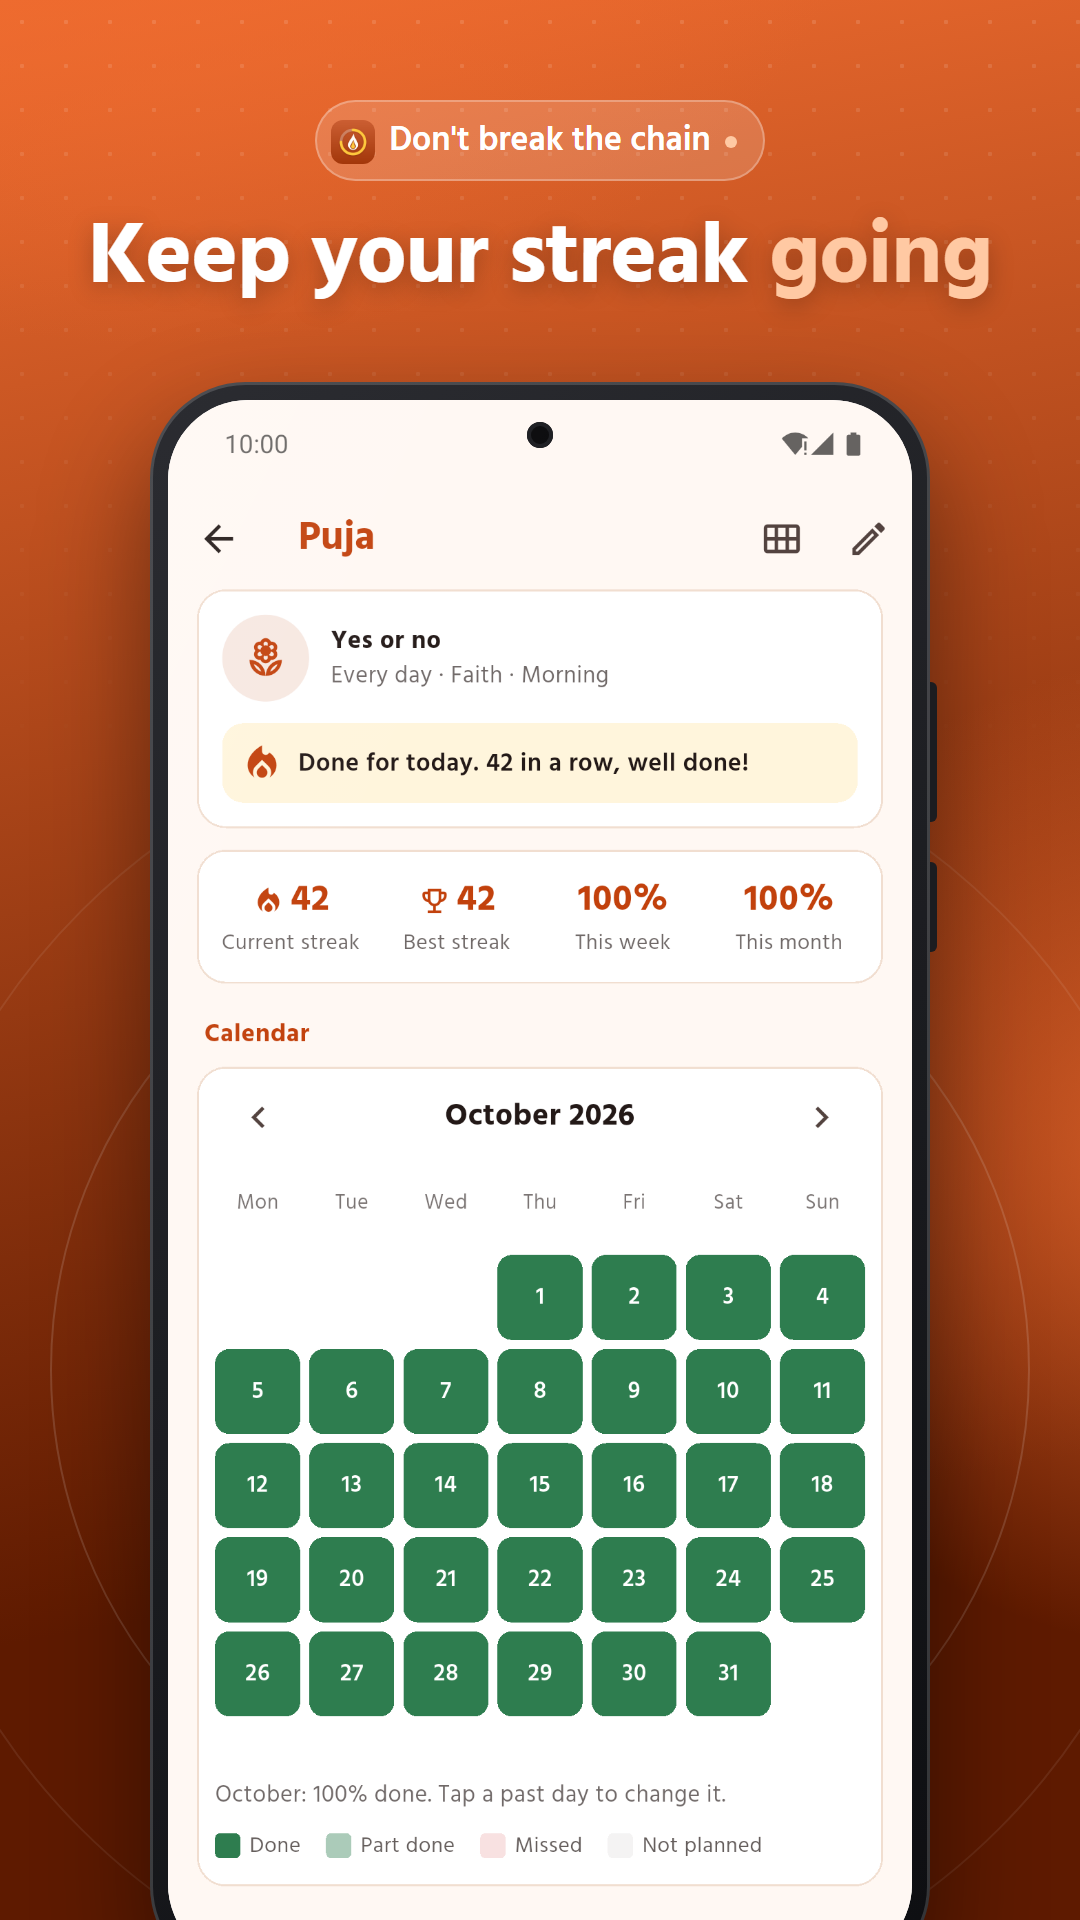 Don't break the chain
Keep your streak going
10:00
Puja
Yes or no
Every day · Faith · Morning
Done for today. 42 in a row, well done!
42 42 100% 100%
Current streak Best streak This week This month
Calendar
October 2026
Mon Tue Wed Thu Fri Sat Sun
1 2 3 4
5 6 7 8 9 10 11
12 13 14 15 16 17 18
19 20 21 22 23 24 25
26 27 28 29 30 31
October: 100% done. Tap a past day to change it.
Done Part done Missed Not planned